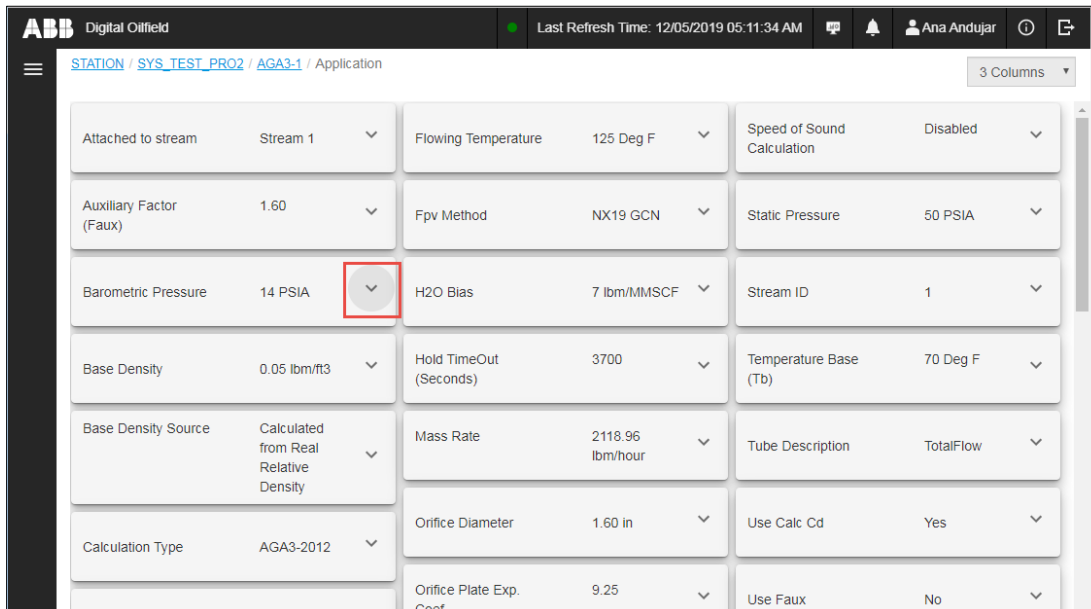 ABB Digital Oilfield
Last Refresh Time: 12/05/2019 05:11:34 AM
Ana Andujar
STATION / SYS_TEST_PRO2 / AGA3-1 / Application
3 Columns
Attached to stream
Stream 1
Auxiliary Factor
(Faux)
1.60
Barometric Pressure
14 PSIA
Base Density
0.05 lbm/ft3
Base Density Source
Calculated
from Real
Relative
Density
Calculation Type
AGA3-2012
Flowing Temperature
125 Deg F
Fpv Method
NX19 GCN
H2O Bias
7 lbm/MMSCF
Hold TimeOut
(Seconds)
3700
Mass Rate
2118.96
lbm/hour
Orifice Diameter
1.60 in
Orifice Plate Exp.
Coef
9.25
Speed of Sound
Calculation
Disabled
Static Pressure
50 PSIA
Stream ID
1
Temperature Base
(Tb)
70 Deg F
Tube Description
TotalFlow
Use Calc Cd
Yes
Use Faux
No